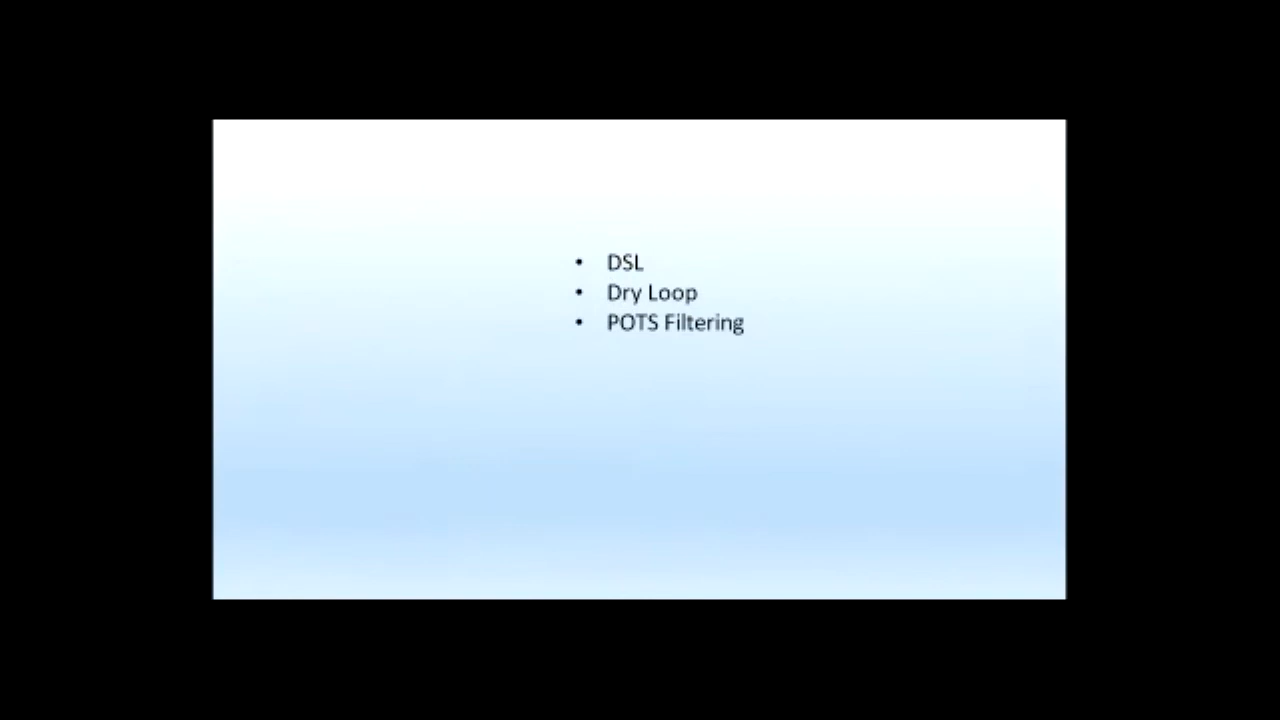 • DSL
• Dry Loop
• POTS Filtering